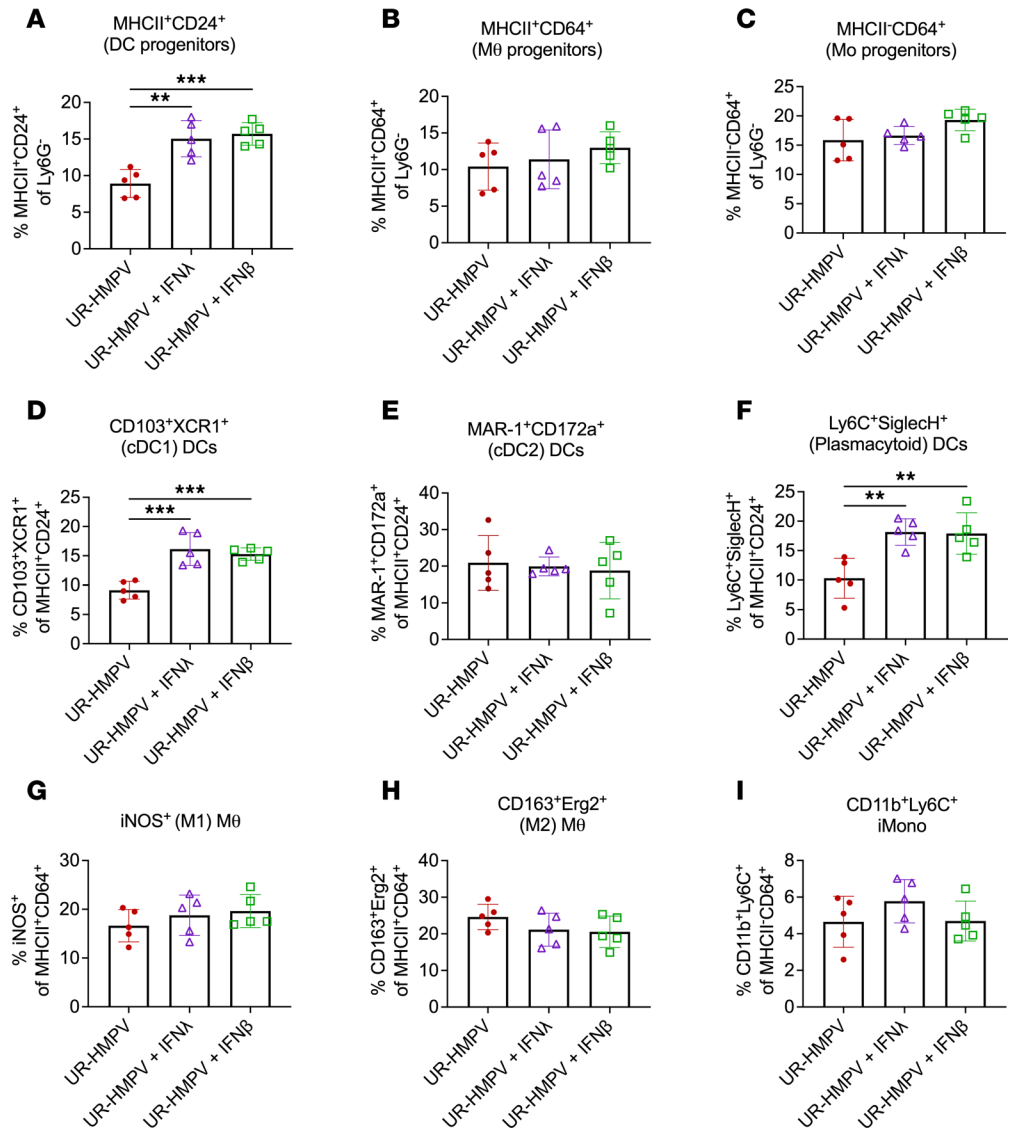 A
MHCII⁺CD24⁺
(DC progenitors)
***
**
% MHCII⁺CD24⁺
of Ly6G⁻
20
15
10
5
0
UR-HMPV
UR-HMPV + IFNλ
UR-HMPV + IFNβ
B
MHCII⁺CD64⁺
(Mθ progenitors)
% MHCII⁺CD64⁺
of Ly6G⁻
20
15
10
5
0
UR-HMPV
UR-HMPV + IFNλ
UR-HMPV + IFNβ
C
MHCII⁻CD64⁺
(Mo progenitors)
% MHCII⁻CD64⁺
of Ly6G⁻
25
20
15
10
5
0
UR-HMPV
UR-HMPV + IFNλ
UR-HMPV + IFNβ
D
CD103⁺XCR1⁺
(cDC1) DCs
***
***
% CD103⁺XCR1⁺
of MHCII⁺CD24⁺
25
20
15
10
5
0
UR-HMPV
UR-HMPV + IFNλ
UR-HMPV + IFNβ
E
MAR-1⁺CD172a⁺
(cDC2) DCs
% MAR-1⁺CD172a⁺
of MHCII⁺CD24⁺
40
30
20
10
0
UR-HMPV
UR-HMPV + IFNλ
UR-HMPV + IFNβ
F
Ly6C⁺SiglecH⁺
(Plasmacytoid) DCs
**
**
% Ly6C⁺SiglecH⁺
of MHCII⁺CD24⁺
25
20
15
10
5
0
UR-HMPV
UR-HMPV + IFNλ
UR-HMPV + IFNβ
G
iNOS⁺ (M1) Mθ
% iNOS⁺
of MHCII⁺CD64⁺
30
20
10
0
UR-HMPV
UR-HMPV + IFNλ
UR-HMPV + IFNβ
H
CD163⁺Erg2⁺
(M2) Mθ
% CD163⁺Erg2⁺
of MHCII⁺CD64⁺
40
30
20
10
0
UR-HMPV
UR-HMPV + IFNλ
UR-HMPV + IFNβ
I
CD11b⁺Ly6C⁺
iMono
% CD11b⁺Ly6C⁺
of MHCII⁻CD64⁺
8
6
4
2
0
UR-HMPV
UR-HMPV + IFNλ
UR-HMPV + IFNβ